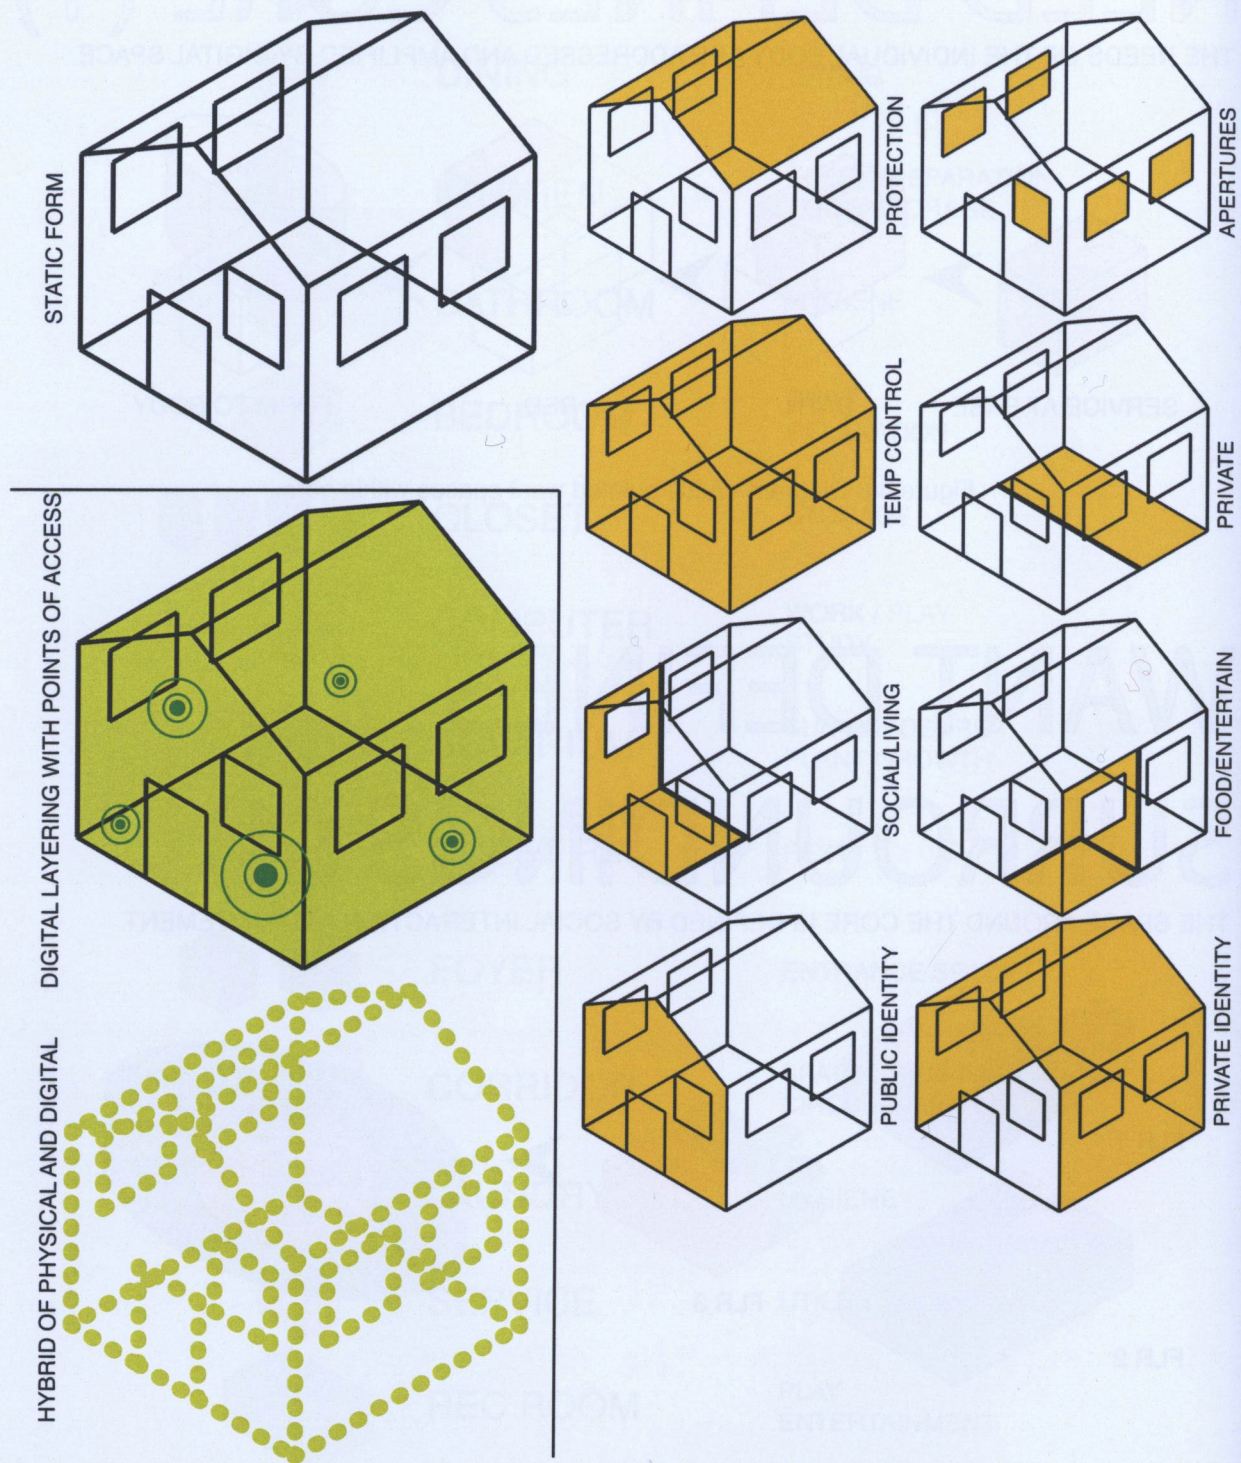 HYBRID OF PHYSICAL AND DIGITAL
DIGITAL LAYERING WITH POINTS OF ACCESS
STATIC FORM
PUBLIC IDENTITY
SOCIAL/LIVING
TEMP CONTROL
PROTECTION
PRIVATE IDENTITY
FOOD/ENTERTAIN
PRIVATE
APERTURES